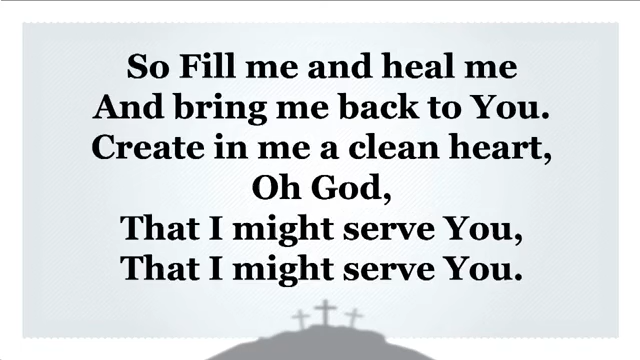 So Fill me and heal me
And bring me back to You.
Create in me a clean heart,
Oh God,
That I might serve You,
That I might serve You.